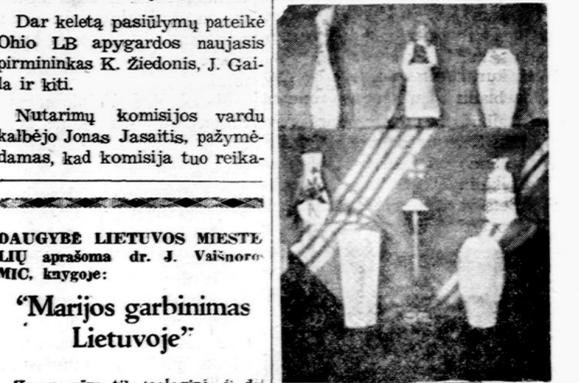 Dar keletą pasiūlymų pateikė
Ohio LB apygardos naujasis
pirmininkas K. Žiedonis, J. Gai-
la ir kiti.
Nutarimų komisijos vardu
kalbėjo Jonas Jasaitis, pažymė-
damas, kad komisija tuo reika-
DAUGYBĖ LIETUVOS MIESTE
LIŲ aprašoma dr. J. Vaišnoro
MIC, knygoje:
“Marijos garbinimas
Lietuvoje”